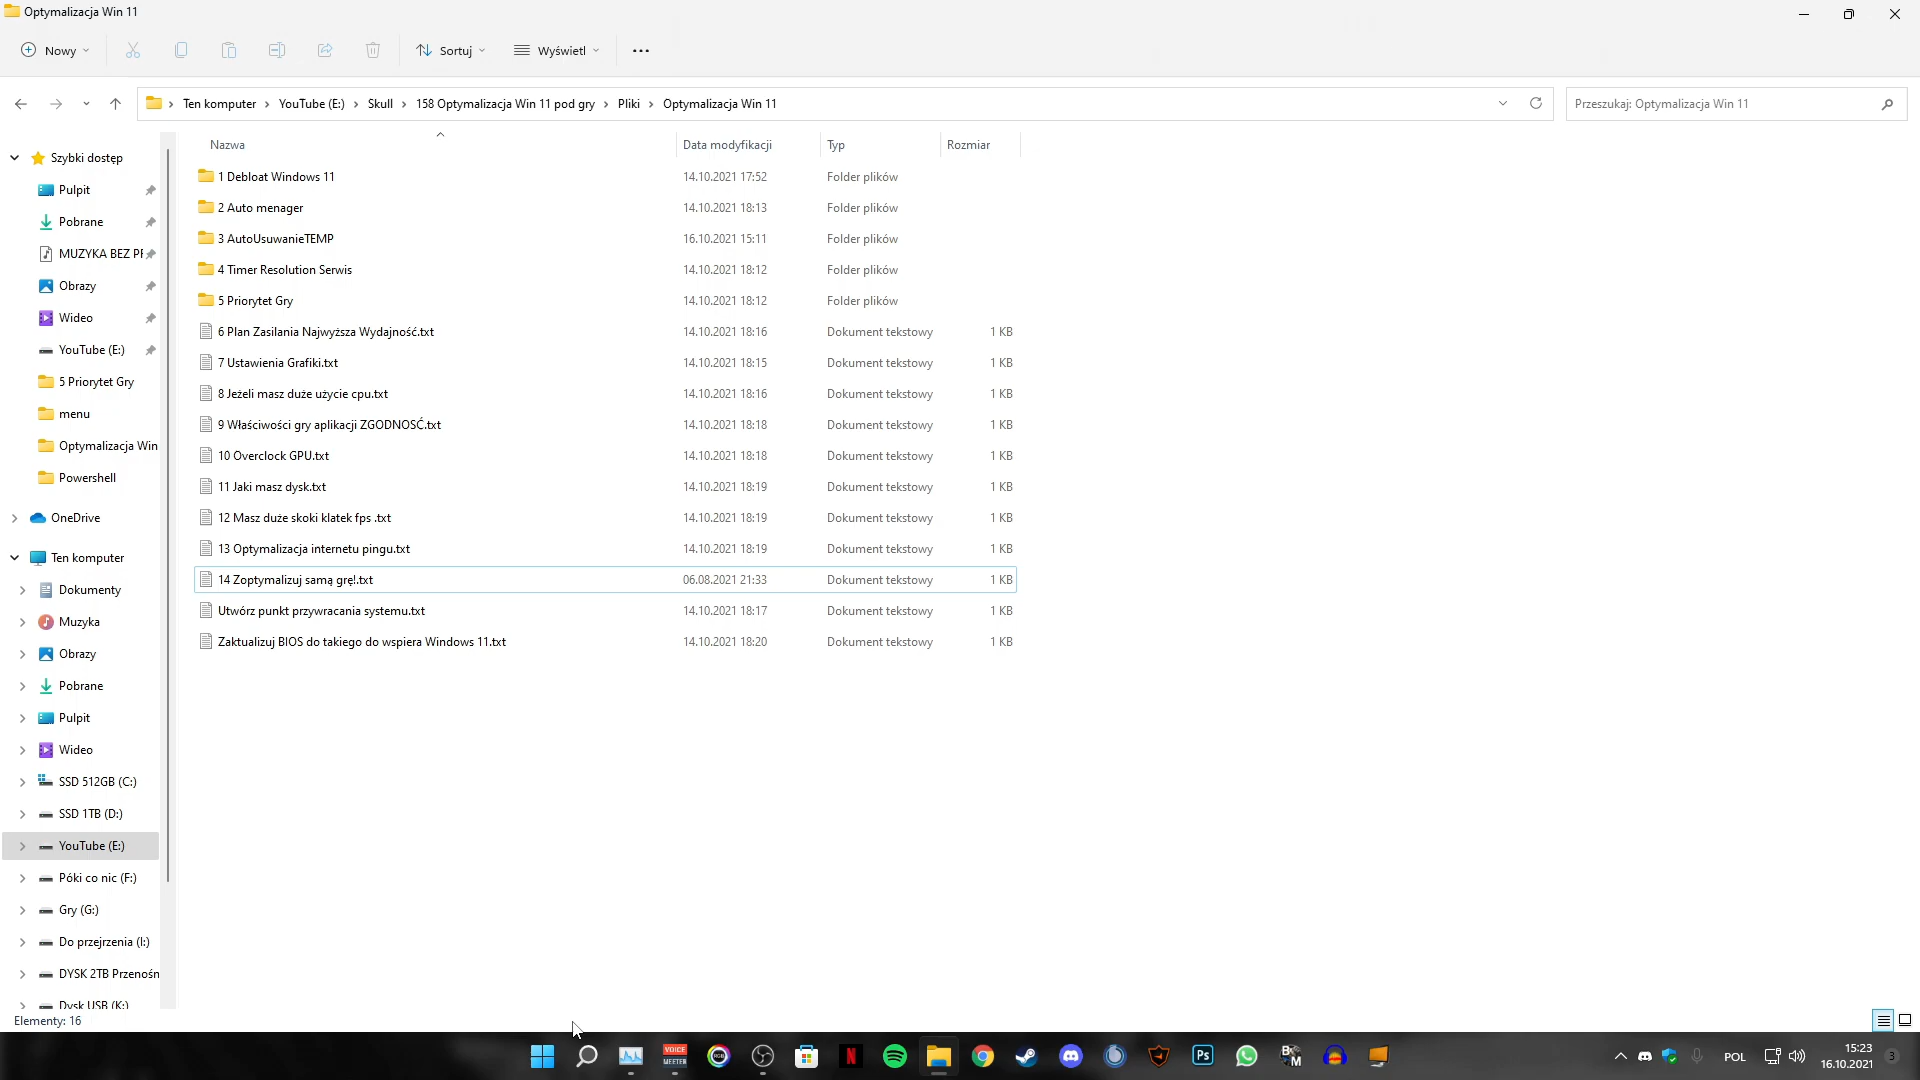 Optymalizacja Win 11
Nowy
Sortuj
Wyświetl
Ten komputer > YouTube (E:) > Skull > 158 Optymalizacja Win 11 pod gry > Pliki > Optymalizacja Win 11
Przeszukaj: Optymalizacja Win 11
Szybki dostęp
Pulpit
Pobrane
MUZYKA BEZ PF
Obrazy
Wideo
YouTube (E:)
5 Priorytet Gry
menu
Optymalizacja Win
Powershell
OneDrive
Ten komputer
Dokumenty
Muzyka
Obrazy
Pobrane
Pulpit
Wideo
SSD 512GB (C:)
SSD 1TB (D:)
YouTube (E:)
Póki co nic (F:)
Gry (G:)
Do przejrzenia (I:)
DYSK 2TB Przenośn
Dysk USB (K:)
Nazwa Data modyfikacji Typ Rozmiar
1 Debloat Windows 11 14.10.2021 17:52 Folder plików
2 Auto menager 14.10.2021 18:13 Folder plików
3 AutoUsuwanieTEMP 16.10.2021 15:11 Folder plików
4 Timer Resolution Serwis 14.10.2021 18:12 Folder plików
5 Priorytet Gry 14.10.2021 18:12 Folder plików
6 Plan Zasilania Najwyższa Wydajność.txt 14.10.2021 18:16 Dokument tekstowy 1 KB
7 Ustawienia Grafiki.txt 14.10.2021 18:15 Dokument tekstowy 1 KB
8 Jeżeli masz duże użycie cpu.txt 14.10.2021 18:16 Dokument tekstowy 1 KB
9 Właściwości gry aplikacji ZGODNOSĆ.txt 14.10.2021 18:18 Dokument tekstowy 1 KB
10 Overclock GPU.txt 14.10.2021 18:18 Dokument tekstowy 1 KB
11 Jaki masz dysk.txt 14.10.2021 18:19 Dokument tekstowy 1 KB
12 Masz duże skoki klatek fps .txt 14.10.2021 18:19 Dokument tekstowy 1 KB
13 Optymalizacja internetu pingu.txt 14.10.2021 18:19 Dokument tekstowy 1 KB
14 Zoptymalizuj samą grę!.txt 06.08.2021 21:33 Dokument tekstowy 1 KB
Utwórz punkt przywracania systemu.txt 14.10.2021 18:17 Dokument tekstowy 1 KB
Zaktualizuj BIOS do takiego do wspiera Windows 11.txt 14.10.2021 18:20 Dokument tekstowy 1 KB
Elementy: 16
VOICE
MEETER
RGB
N
Ps
POL
15:23
16.10.2021
3